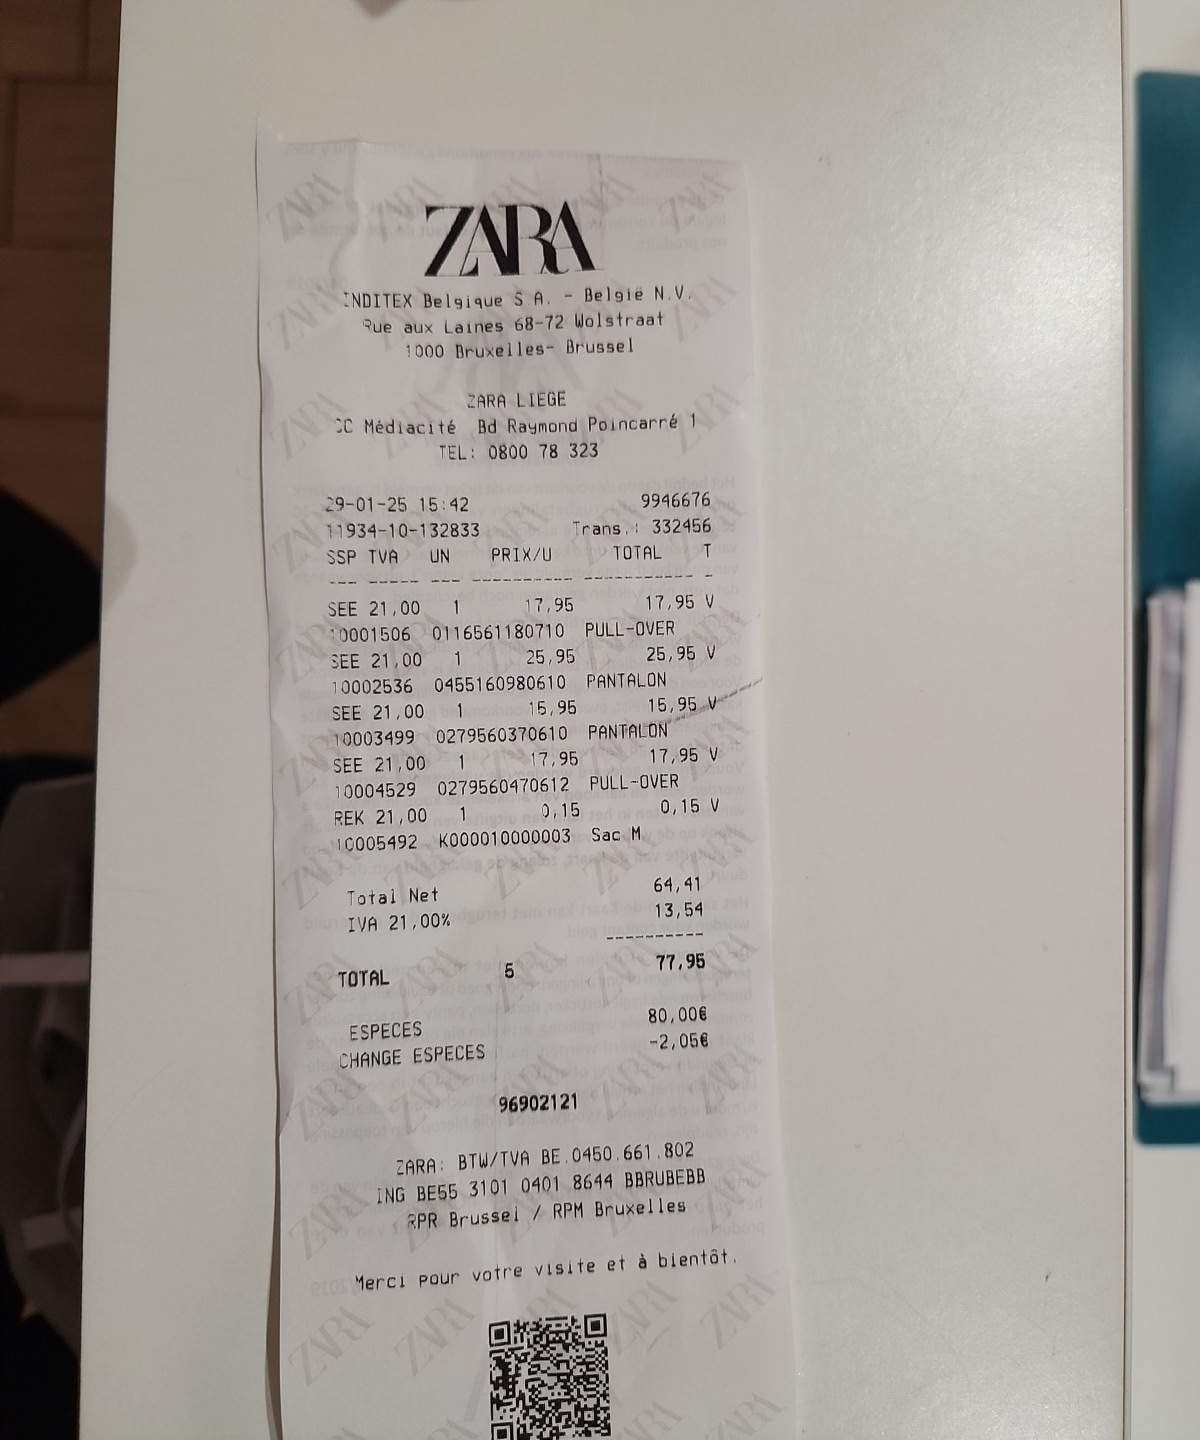 ZARA
INDITEX Belgique S.A. - België N.V.
Rue aux Laines 68-72 Wolstraat
1000 Bruxelles- Brussel
ZARA LIEGE
CC Médiacité Bd Raymond Poincarré 1
TEL: 0800 78 323
29-01-25 15:42 9946676
11934-10-132833 Trans.: 332456
SSP TVA UN PRIX/U TOTAL T
--- ----- --- ---------- ----------- -
SEE 21,00 1 17,95 17,95 V
10001506 0116561180710 PULL-OVER
SEE 21,00 1 25,95 25,95 V
10002536 0455160980610 PANTALON
SEE 21,00 1 15,95 15,95 V
10003499 0279560370610 PANTALON
SEE 21,00 1 17,95 17,95 V
10004529 0279560470612 PULL-OVER
REK 21,00 1 0,15 0,15 V
10005492 K000010000003 Sac M
Total Net 64,41
IVA 21,00% 13,54
----------
TOTAL 5 77,95
ESPECES 80,00€
CHANGE ESPECES -2,05€
96902121
ZARA: BTW/TVA BE.0450.661.802
ING BE55 3101 0401 8644 BBRUBEBB
RPR Brussel / RPM Bruxelles
Merci pour votre visite et à bientôt.